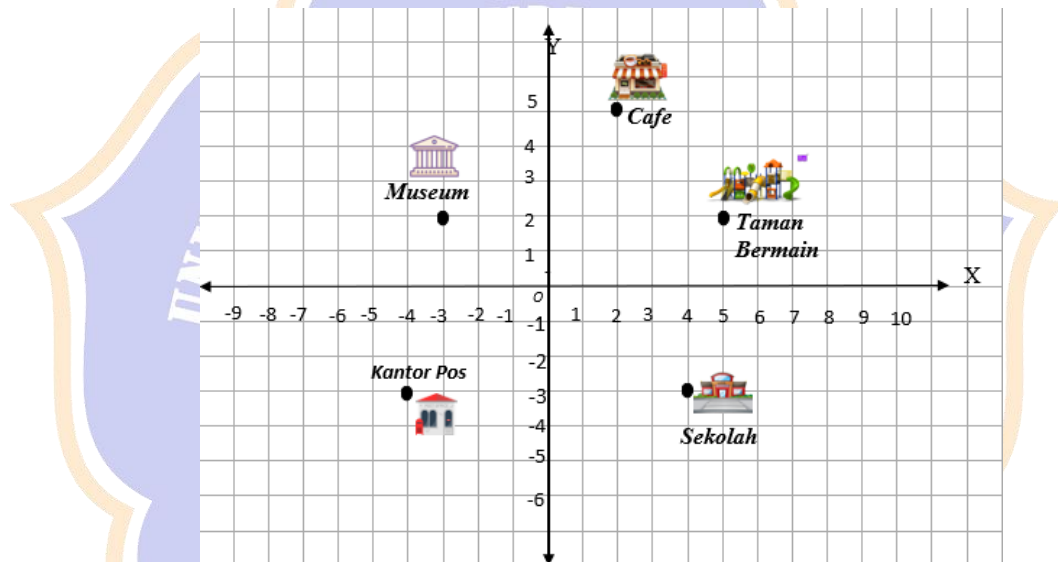 Y
5
Cafe
4
Museum
3
2
Taman
Bermain
1
X
O
-9 -8 -7 -6 -5 -4 -3 -2 -1 1 2 3 4 5 6 7 8 9 10
-1
-2
Kantor Pos
-3
-4
Sekolah
-5
-6